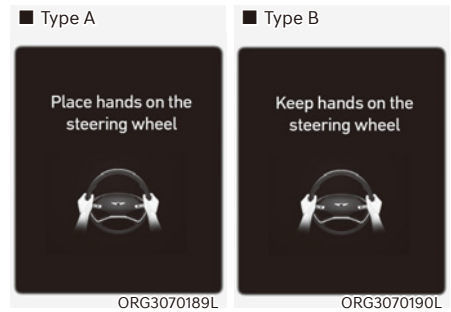 ■ Type A
Place hands on the
steering wheel
ORG3070189L
■ Type B
Keep hands on the
steering wheel
ORG3070190L